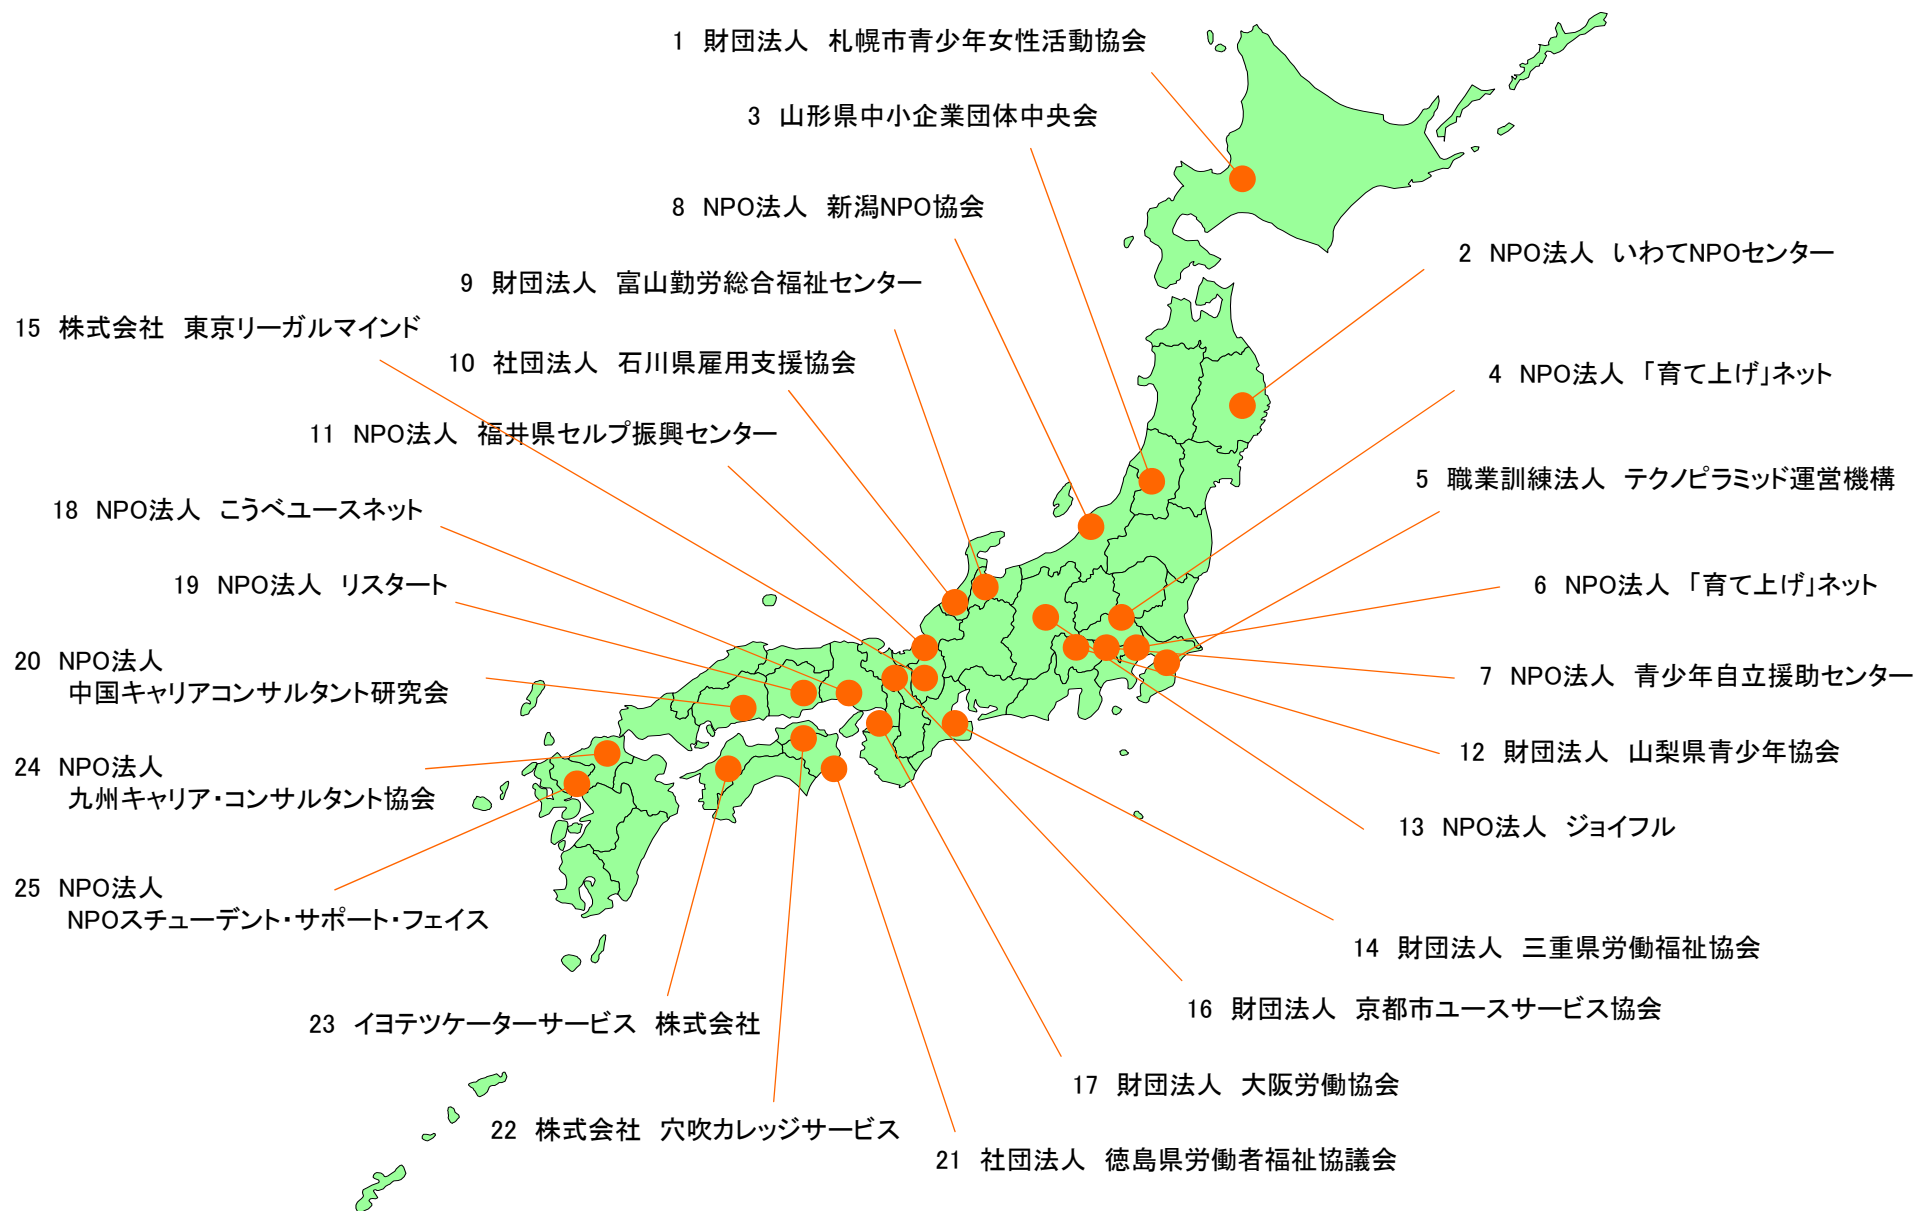 1 財団法人 札幌市青少年女性活動協会
3 山形県中小企業団体中央会
8 NPO法人 新潟NPO協会
2 NPO法人 いわてNPOセンター
9 財団法人 富山勤労総合福祉センター
15 株式会社 東京リーガルマインド
10 社団法人 石川県雇用支援協会
4 NPO法人 「育て上げ」ネット
11 NPO法人 福井県セルプ振興センター
5 職業訓練法人 テクノピラミッド運営機構
18 NPO法人 こうべユースネット
19 NPO法人 リスタート
6 NPO法人 「育て上げ」ネット
20 NPO法人
中国キャリアコンサルタント研究会
7 NPO法人 青少年自立援助センター
12 財団法人 山梨県青少年協会
24 NPO法人
九州キャリア・コンサルタント協会
13 NPO法人 ジョイフル
25 NPO法人
NPOスチューデント・サポート・フェイス
14 財団法人 三重県労働福祉協会
16 財団法人 京都市ユースサービス協会
23 イヨテツケーターサービス 株式会社
17 財団法人 大阪労働協会
22 株式会社 穴吹カレッジサービス
21 社団法人 徳島県労働者福祉協議会